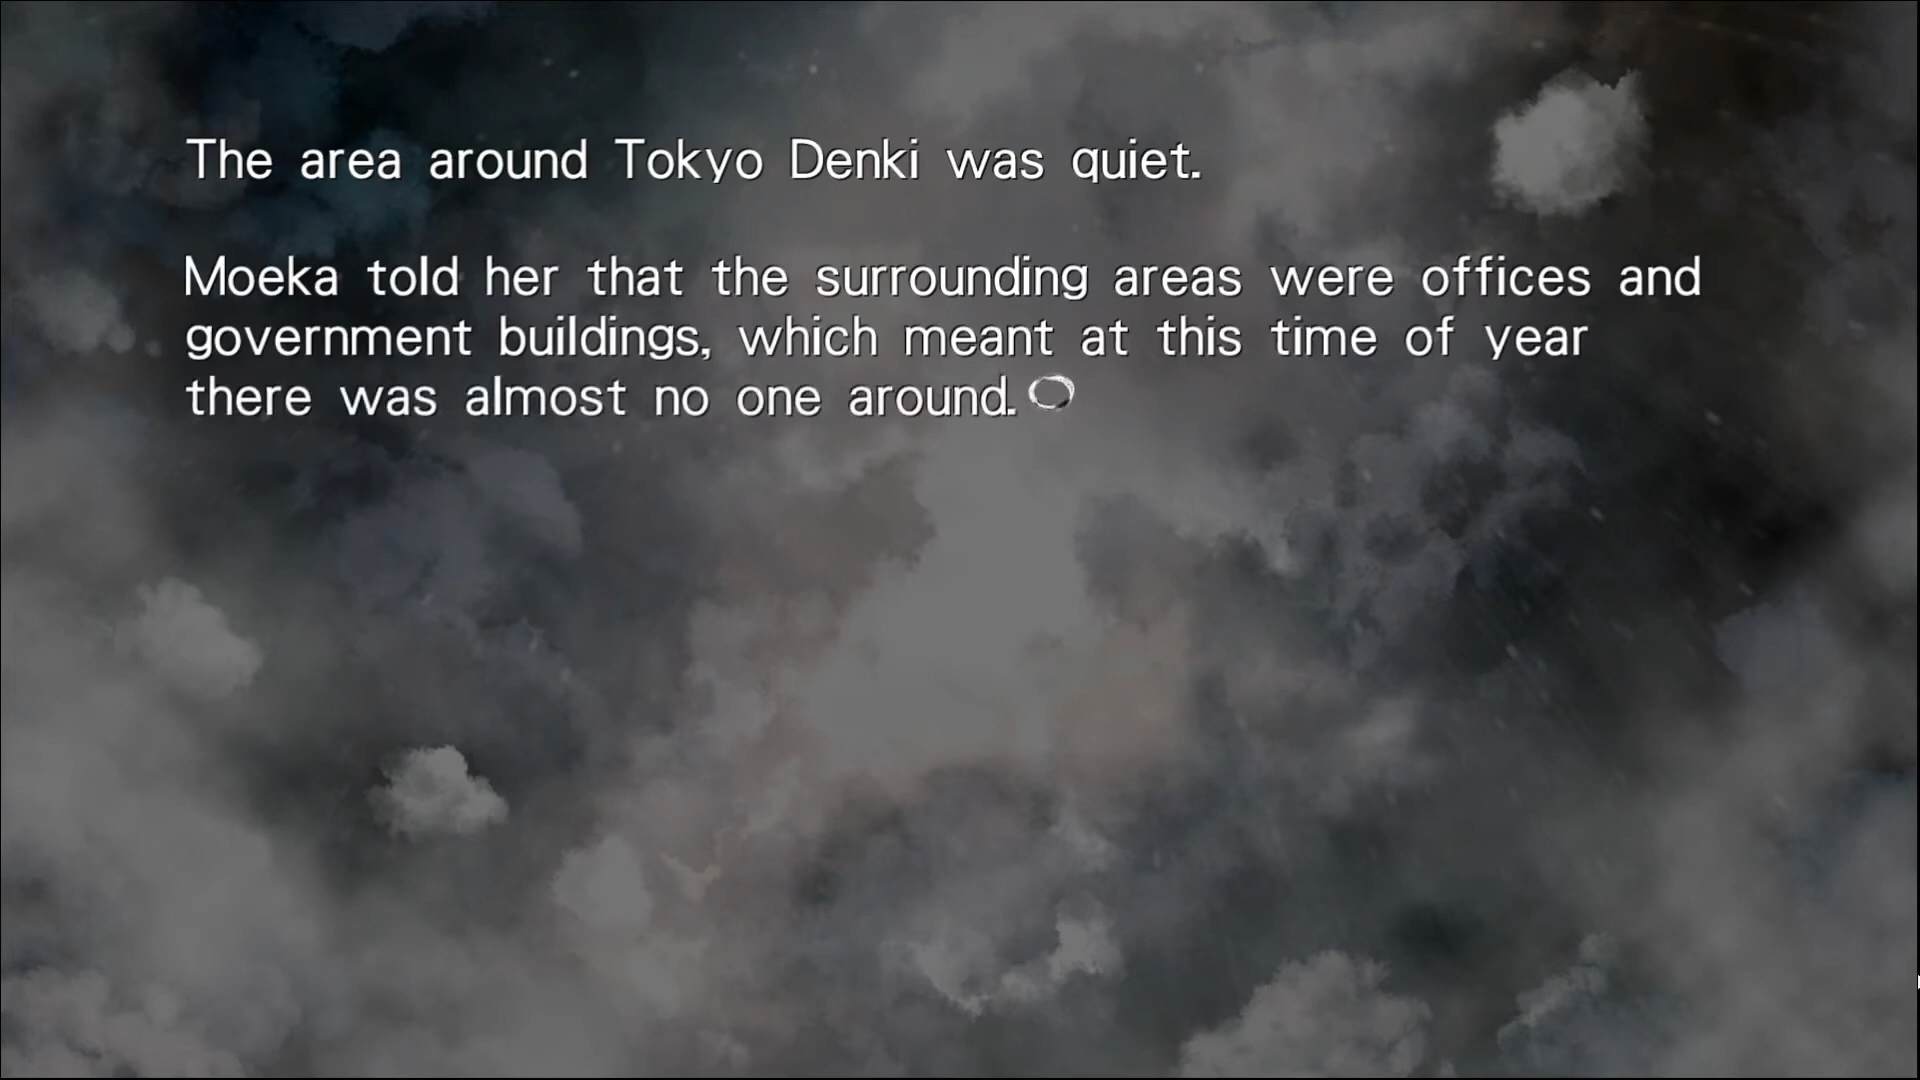 The area around Tokyo Denki was quiet.
Moeka told her that the surrounding areas were offices and
government buildings, which meant at this time of year
there was almost no one around.